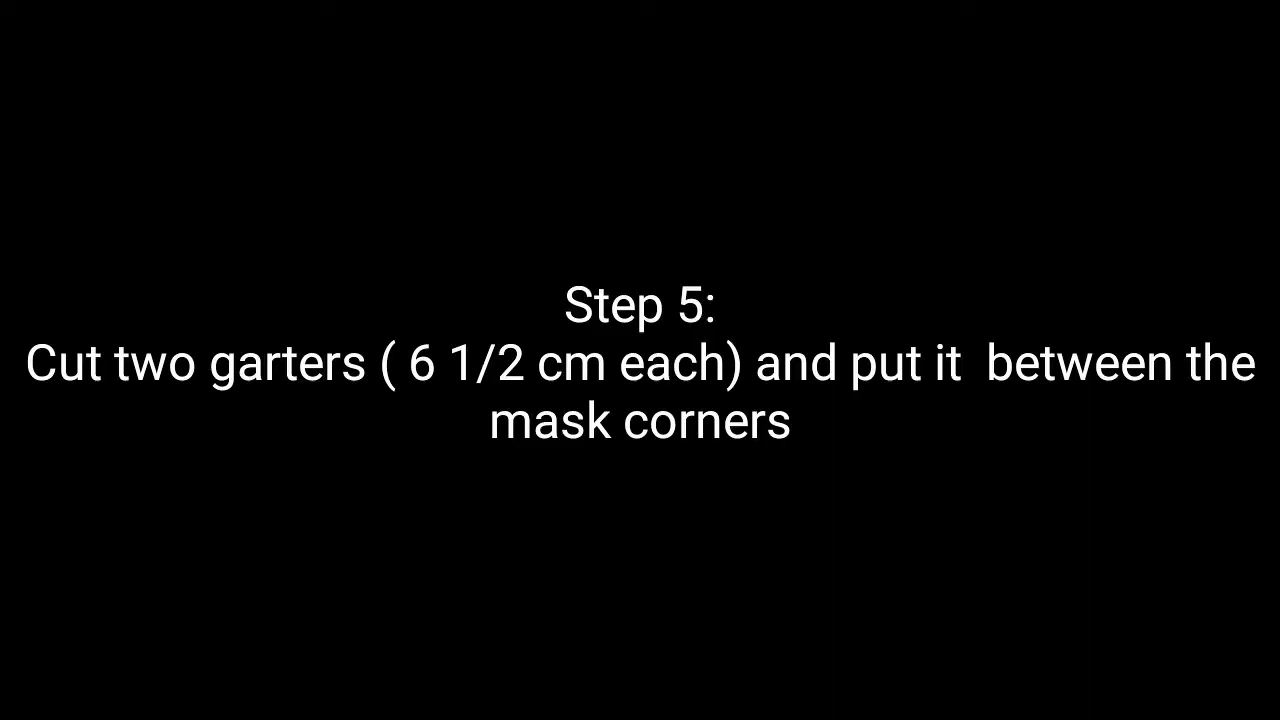 Step 5:
Cut two garters ( 6 1/2 cm each) and put it  between the
mask corners